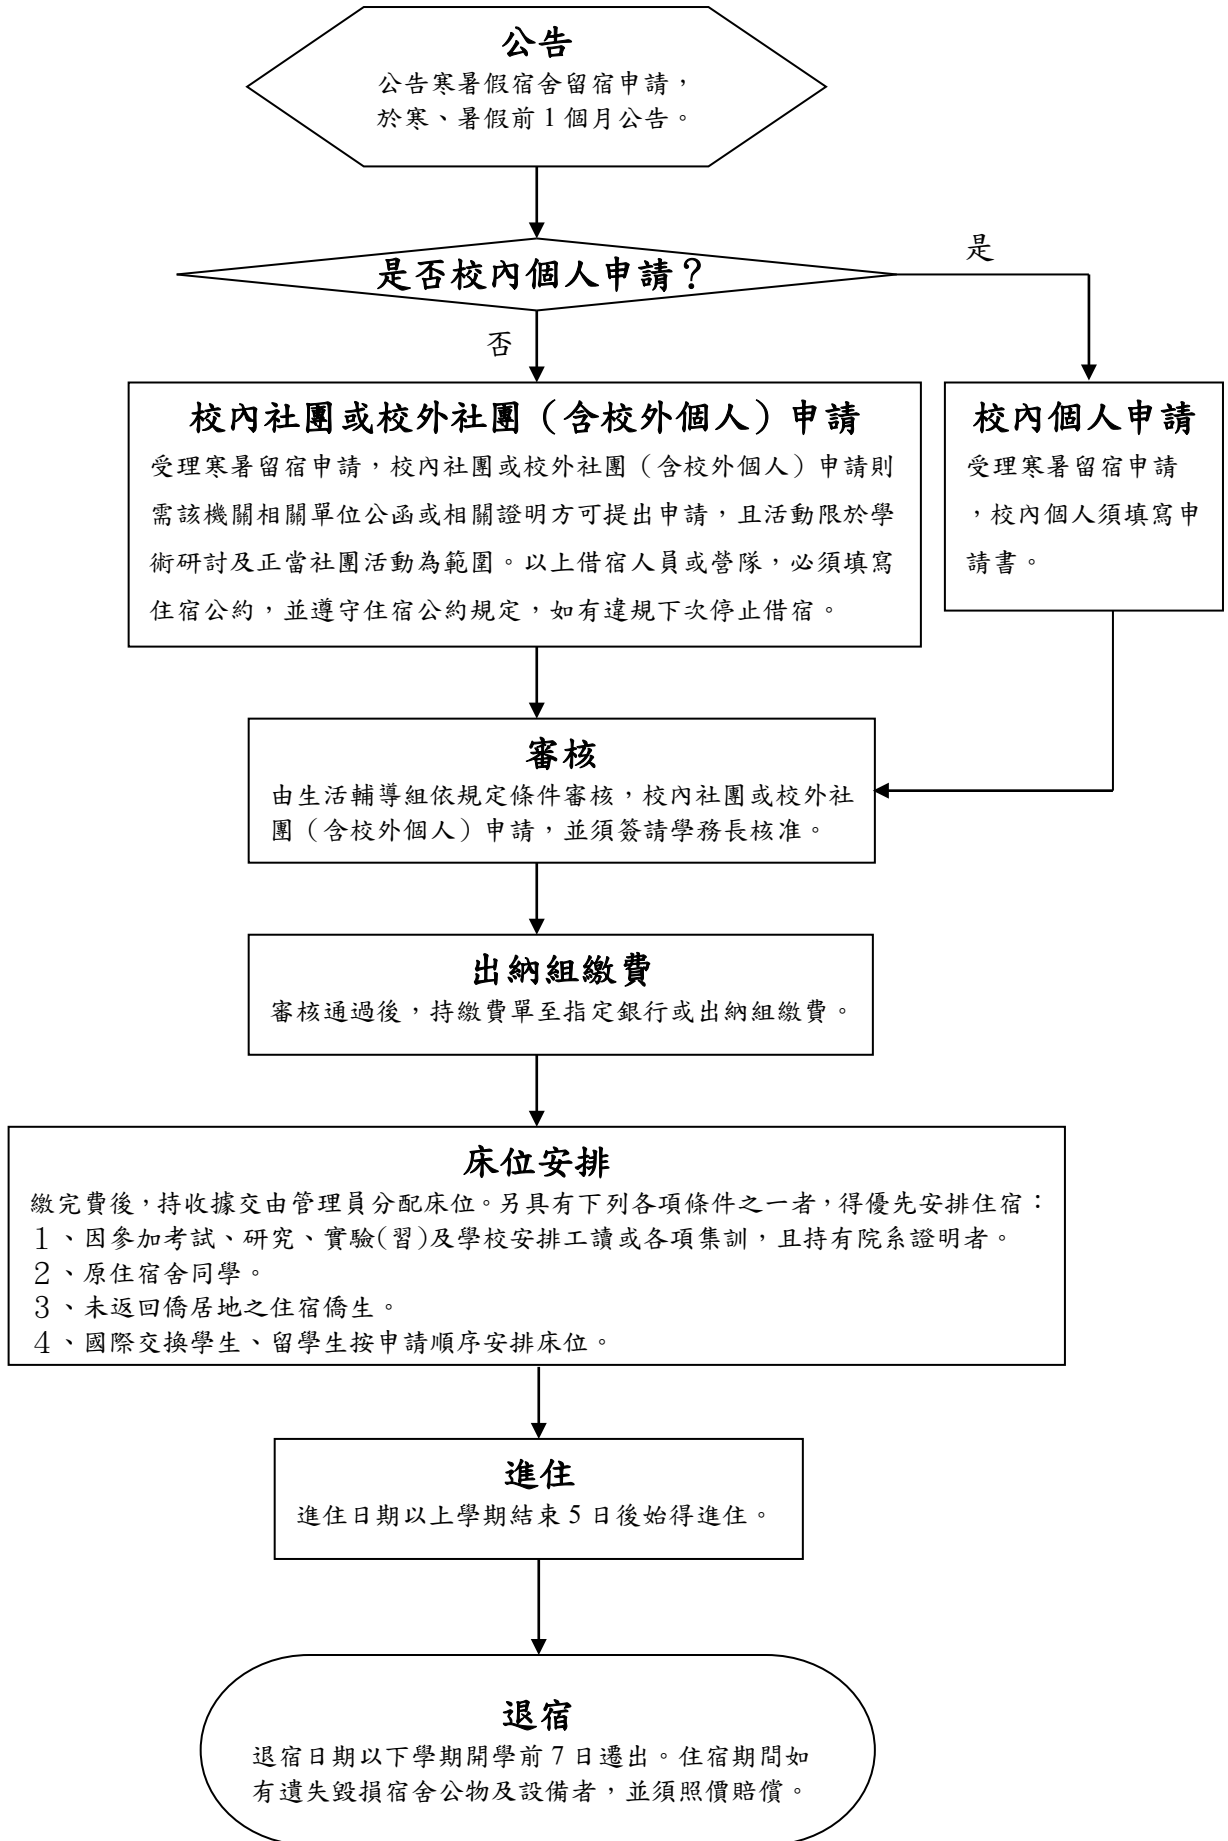 公告
公告寒暑假宿舍留宿申請，
於寒、暑假前 1 個月公告。
是否校內個人申請？
是
否
校內社團或校外社團（含校外個人）申請
受理寒暑留宿申請，校內社團或校外社團（含校外個人）申請則
需該機關相關單位公函或相關證明方可提出申請，且活動限於學
術研討及正當社團活動為範圍。以上借宿人員或營隊，必須填寫
住宿公約，並遵守住宿公約規定，如有違規下次停止借宿。
校內個人申請
受理寒暑留宿申請
，校內個人須填寫申
請書。
審核
由生活輔導組依規定條件審核，校內社團或校外社
團（含校外個人）申請，並須簽請學務長核准。
出納組繳費
審核通過後，持繳費單至指定銀行或出納組繳費。
床位安排
繳完費後，持收據交由管理員分配床位。另具有下列各項條件之一者，得優先安排住宿：
１、因參加考試、研究、實驗(習)及學校安排工讀或各項集訓，且持有院系證明者。
２、原住宿舍同學。
３、未返回僑居地之住宿僑生。
４、國際交換學生、留學生按申請順序安排床位。
進住
進住日期以上學期結束 5 日後始得進住。
退宿
退宿日期以下學期開學前 7 日遷出。住宿期間如
有遺失毀損宿舍公物及設備者，並須照價賠償。